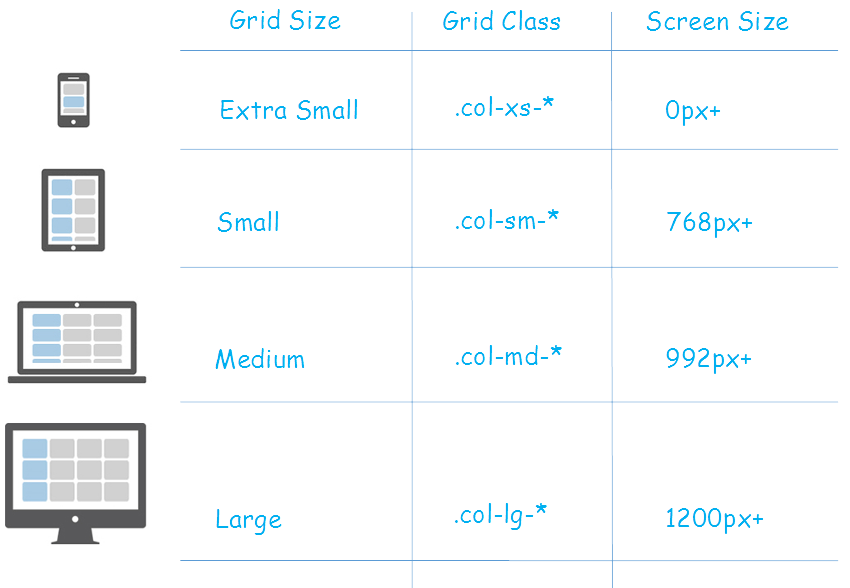 Grid Size Grid Class Screen Size
Extra Small .col-xs-* 0px+
Small .col-sm-* 768px+
Medium .col-md-* 992px+
Large .col-lg-* 1200px+